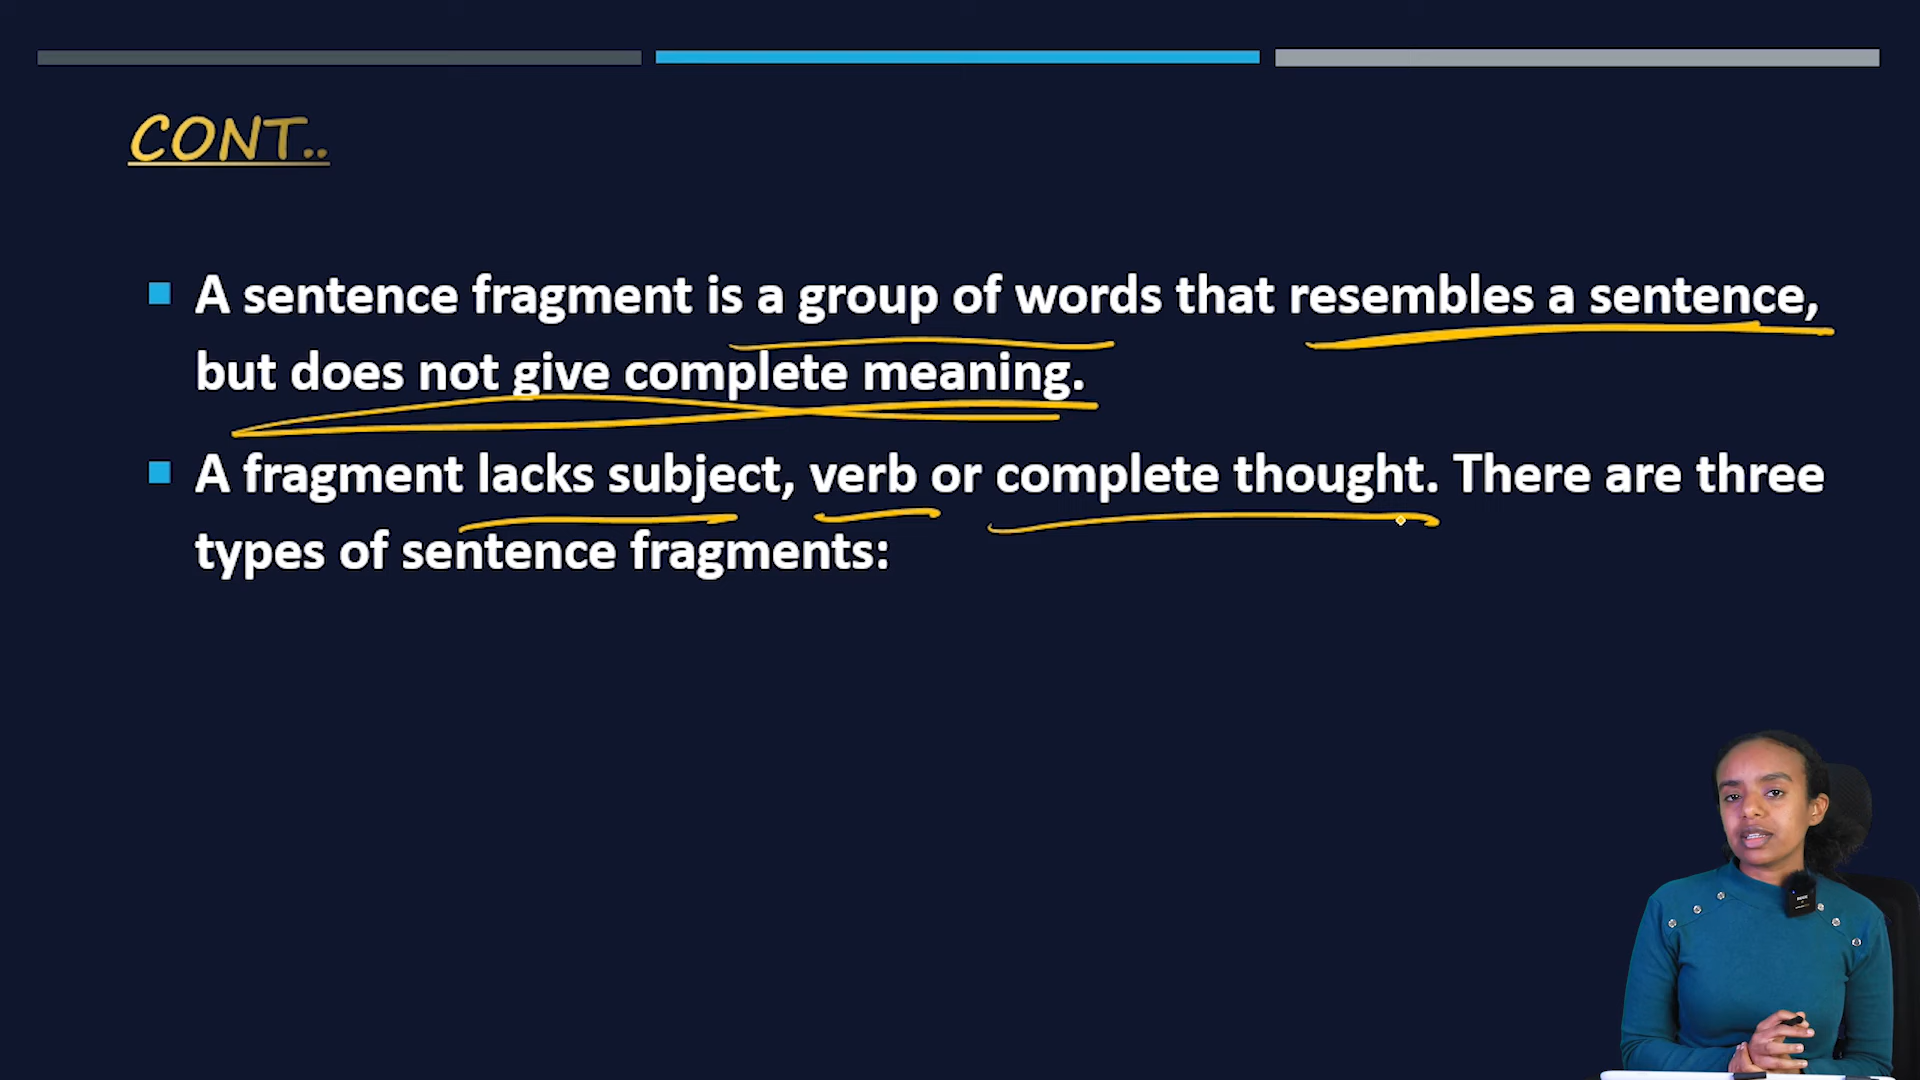 CONT..
A sentence fragment is a group of words that resembles a sentence,
but does not give complete meaning.
A fragment lacks subject, verb or complete thought. There are three
types of sentence fragments: